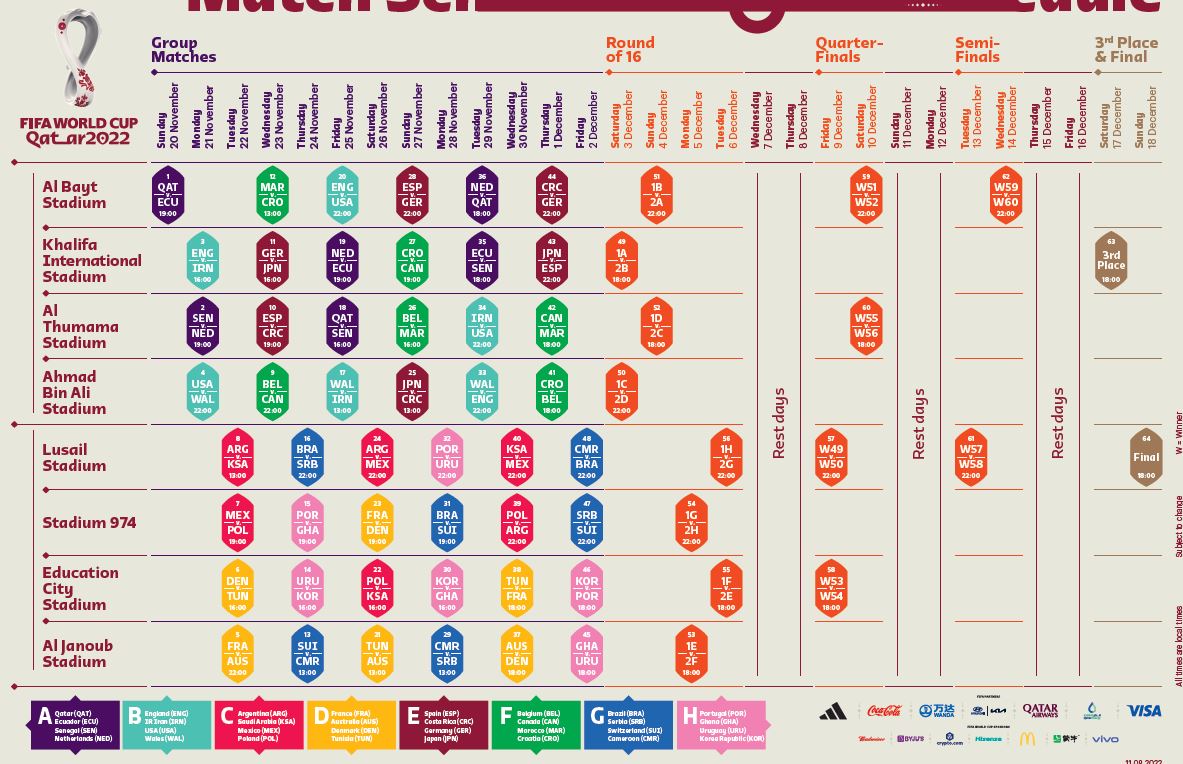 Match Schedule
FIFA WORLD CUP
Qatar2022
Group
Matches
Round
of 16
Quarter-
Finals
Semi-
Finals
3rd Place
& Final
Sunday
20 November
Monday
21 November
Tuesday
22 November
Wednesday
23 November
Thursday
24 November
Friday
25 November
Saturday
26 November
Sunday
27 November
Monday
28 November
Tuesday
29 November
Wednesday
30 November
Thursday
1 December
Friday
2 December
Saturday
3 December
Sunday
4 December
Monday
5 December
Tuesday
6 December
Wednesday
7 December
Thursday
8 December
Friday
9 December
Saturday
10 December
Sunday
11 December
Monday
12 December
Tuesday
13 December
Wednesday
14 December
Thursday
15 December
Friday
16 December
Saturday
17 December
Sunday
18 December
Al Bayt
Stadium
1 QAT v. ECU 19:00
12 MAR v. CRO 13:00
20 ENG v. USA 22:00
28 ESP v. GER 22:00
36 NED v. QAT 18:00
44 CRC v. GER 22:00
51 1B v. 2A 22:00
59 W51 v. W52 22:00
62 W59 v. W60 22:00
Khalifa
International
Stadium
3 ENG v. IRN 16:00
11 GER v. JPN 16:00
19 NED v. ECU 19:00
27 CRO v. CAN 19:00
35 ECU v. SEN 18:00
43 JPN v. ESP 22:00
49 1A v. 2B 18:00
63 3rd Place 18:00
Al
Thumama
Stadium
2 SEN v. NED 19:00
10 ESP v. CRC 19:00
18 QAT v. SEN 16:00
26 BEL v. MAR 16:00
34 IRN v. USA 22:00
42 CAN v. MAR 18:00
52 1D v. 2C 18:00
60 W55 v. W56 18:00
Ahmad
Bin Ali
Stadium
4 USA v. WAL 22:00
9 BEL v. CAN 22:00
17 WAL v. IRN 13:00
25 JPN v. CRC 13:00
33 WAL v. ENG 22:00
41 CRO v. BEL 18:00
50 1C v. 2D 22:00
Lusail
Stadium
8 ARG v. KSA 13:00
16 BRA v. SRB 22:00
24 ARG v. MEX 22:00
32 POR v. URU 22:00
40 KSA v. MEX 22:00
48 CMR v. BRA 22:00
56 1H v. 2G 22:00
57 W49 v. W50 22:00
61 W57 v. W58 22:00
64 Final 18:00
Stadium 974
7 MEX v. POL 19:00
15 POR v. GHA 19:00
23 FRA v. DEN 19:00
31 BRA v. SUI 19:00
39 POL v. ARG 22:00
47 SRB v. SUI 22:00
54 1G v. 2H 22:00
Education
City
Stadium
6 DEN v. TUN 16:00
14 URU v. KOR 16:00
22 POL v. KSA 16:00
30 KOR v. GHA 16:00
38 TUN v. FRA 18:00
46 KOR v. POR 18:00
55 1F v. 2E 18:00
58 W53 v. W54 18:00
Al Janoub
Stadium
5 FRA v. AUS 22:00
13 SUI v. CMR 13:00
21 TUN v. AUS 13:00
29 CMR v. SRB 13:00
37 AUS v. DEN 18:00
45 GHA v. URU 18:00
53 1E v. 2F 18:00
Rest days
Rest days
Rest days
W = Winner
Subject to change
All times are local times
A
Qatar (QAT)
Ecuador (ECU)
Senegal (SEN)
Netherlands (NED)
B
England (ENG)
IR Iran (IRN)
USA (USA)
Wales (WAL)
C
Argentina (ARG)
Saudi Arabia (KSA)
Mexico (MEX)
Poland (POL)
D
France (FRA)
Australia (AUS)
Denmark (DEN)
Tunisia (TUN)
E
Spain (ESP)
Costa Rica (CRC)
Germany (GER)
Japan (JPN)
F
Belgium (BEL)
Canada (CAN)
Morocco (MAR)
Croatia (CRO)
G
Brazil (BRA)
Serbia (SRB)
Switzerland (SUI)
Cameroon (CMR)
H
Portugal (POR)
Ghana (GHA)
Uruguay (URU)
Korea Republic (KOR)
FIFA PARTNERS
Coca-Cola
万达 WANDA
HYUNDAI KIA
QATAR AIRWAYS
VISA
FIFA WORLD CUP SPONSORS
Budweiser
BYJU'S
crypto.com
Hisense
蒙牛
vivo
11.08.2022